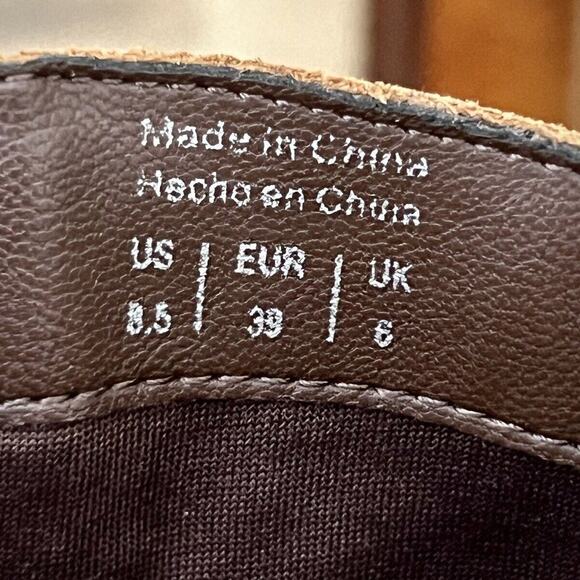 Made in China
Hecho en China
US | EUR | UK
8.5 | 39 | 6